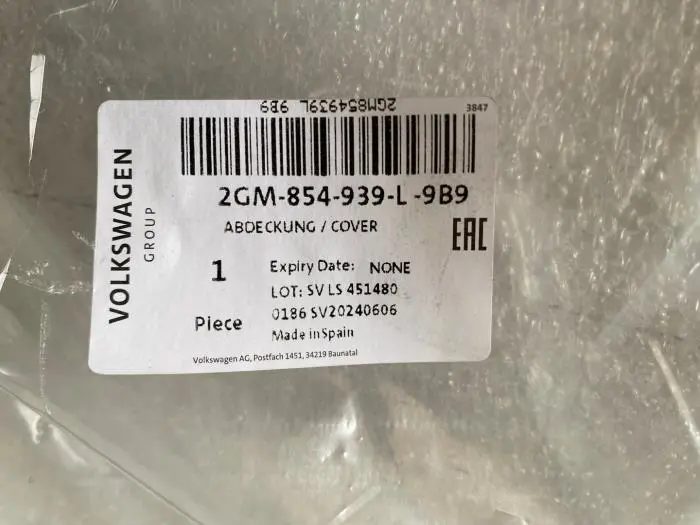 2GM854939L 9B9
3847
VOLKSWAGEN
GROUP
2GM-854-939-L -9B9
ABDECKUNG / COVER
EAC
1
Piece
Expiry Date: NONE
LOT: SV LS 451480
0186 SV20240606
Made in Spain
Volkswagen AG, Postfach 1451, 34219 Baunatal